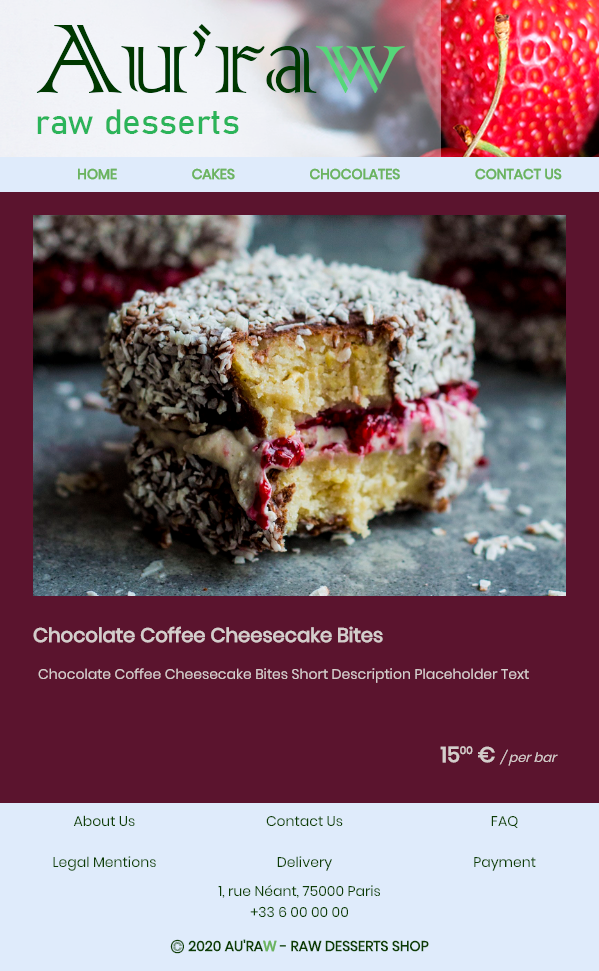 Au'raw
raw desserts
HOME CAKES CHOCOLATES CONTACT US
Chocolate Coffee Cheesecake Bites
Chocolate Coffee Cheesecake Bites Short Description Placeholder Text
15⁰⁰ € / per bar
About Us Contact Us FAQ
Legal Mentions Delivery Payment
1, rue Néant, 75000 Paris
+33 6 00 00 00
© 2020 AU'RAW - RAW DESSERTS SHOP